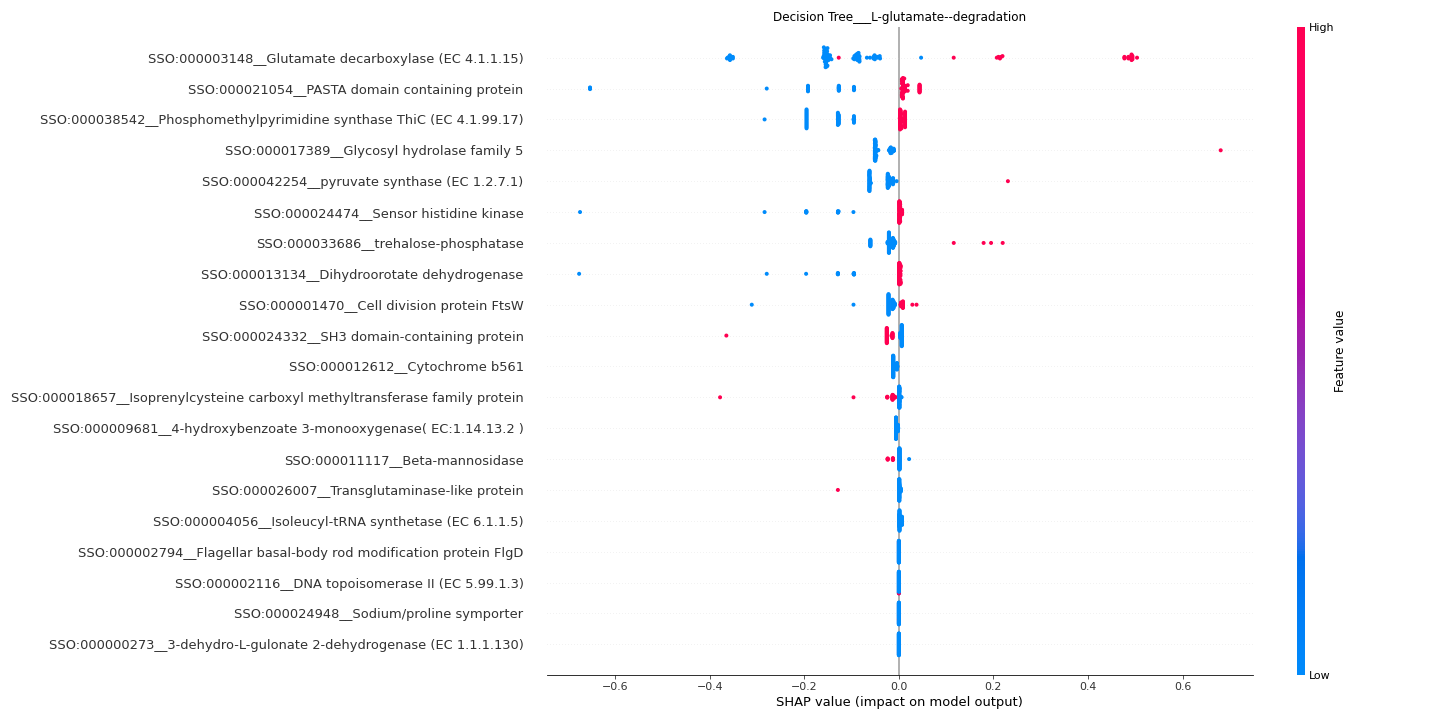 Decision Tree___L-glutamate--degradation
High
SSO:000003148__Glutamate decarboxylase (EC 4.1.1.15)
SSO:000021054__PASTA domain containing protein
SSO:000038542__Phosphomethylpyrimidine synthase ThiC (EC 4.1.99.17)
SSO:000017389__Glycosyl hydrolase family 5
SSO:000042254__pyruvate synthase (EC 1.2.7.1)
SSO:000024474__Sensor histidine kinase
SSO:000033686__trehalose-phosphatase
SSO:000013134__Dihydroorotate dehydrogenase
SSO:000001470__Cell division protein FtsW
SSO:000024332__SH3 domain-containing protein
SSO:000012612__Cytochrome b561
SSO:000018657__Isoprenylcysteine carboxyl methyltransferase family protein
SSO:000009681__4-hydroxybenzoate 3-monooxygenase( EC:1.14.13.2 )
SSO:000011117__Beta-mannosidase
SSO:000026007__Transglutaminase-like protein
SSO:000004056__Isoleucyl-tRNA synthetase (EC 6.1.1.5)
SSO:000002794__Flagellar basal-body rod modification protein FlgD
SSO:000002116__DNA topoisomerase II (EC 5.99.1.3)
SSO:000024948__Sodium/proline symporter
SSO:000000273__3-dehydro-L-gulonate 2-dehydrogenase (EC 1.1.1.130)
Feature value
Low
−0.6 −0.4 −0.2 0.0 0.2 0.4 0.6
SHAP value (impact on model output)